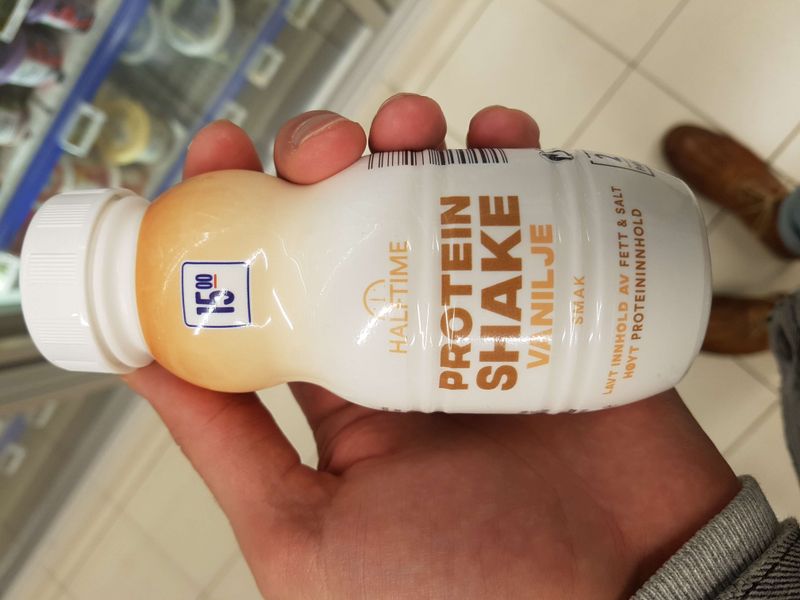 15 00
HALFTIME
PROTEIN
SHAKE
VANILJE
SMAK
LAVT INNHOLD AV FETT & SALT
HØYT PROTEININNHOLD